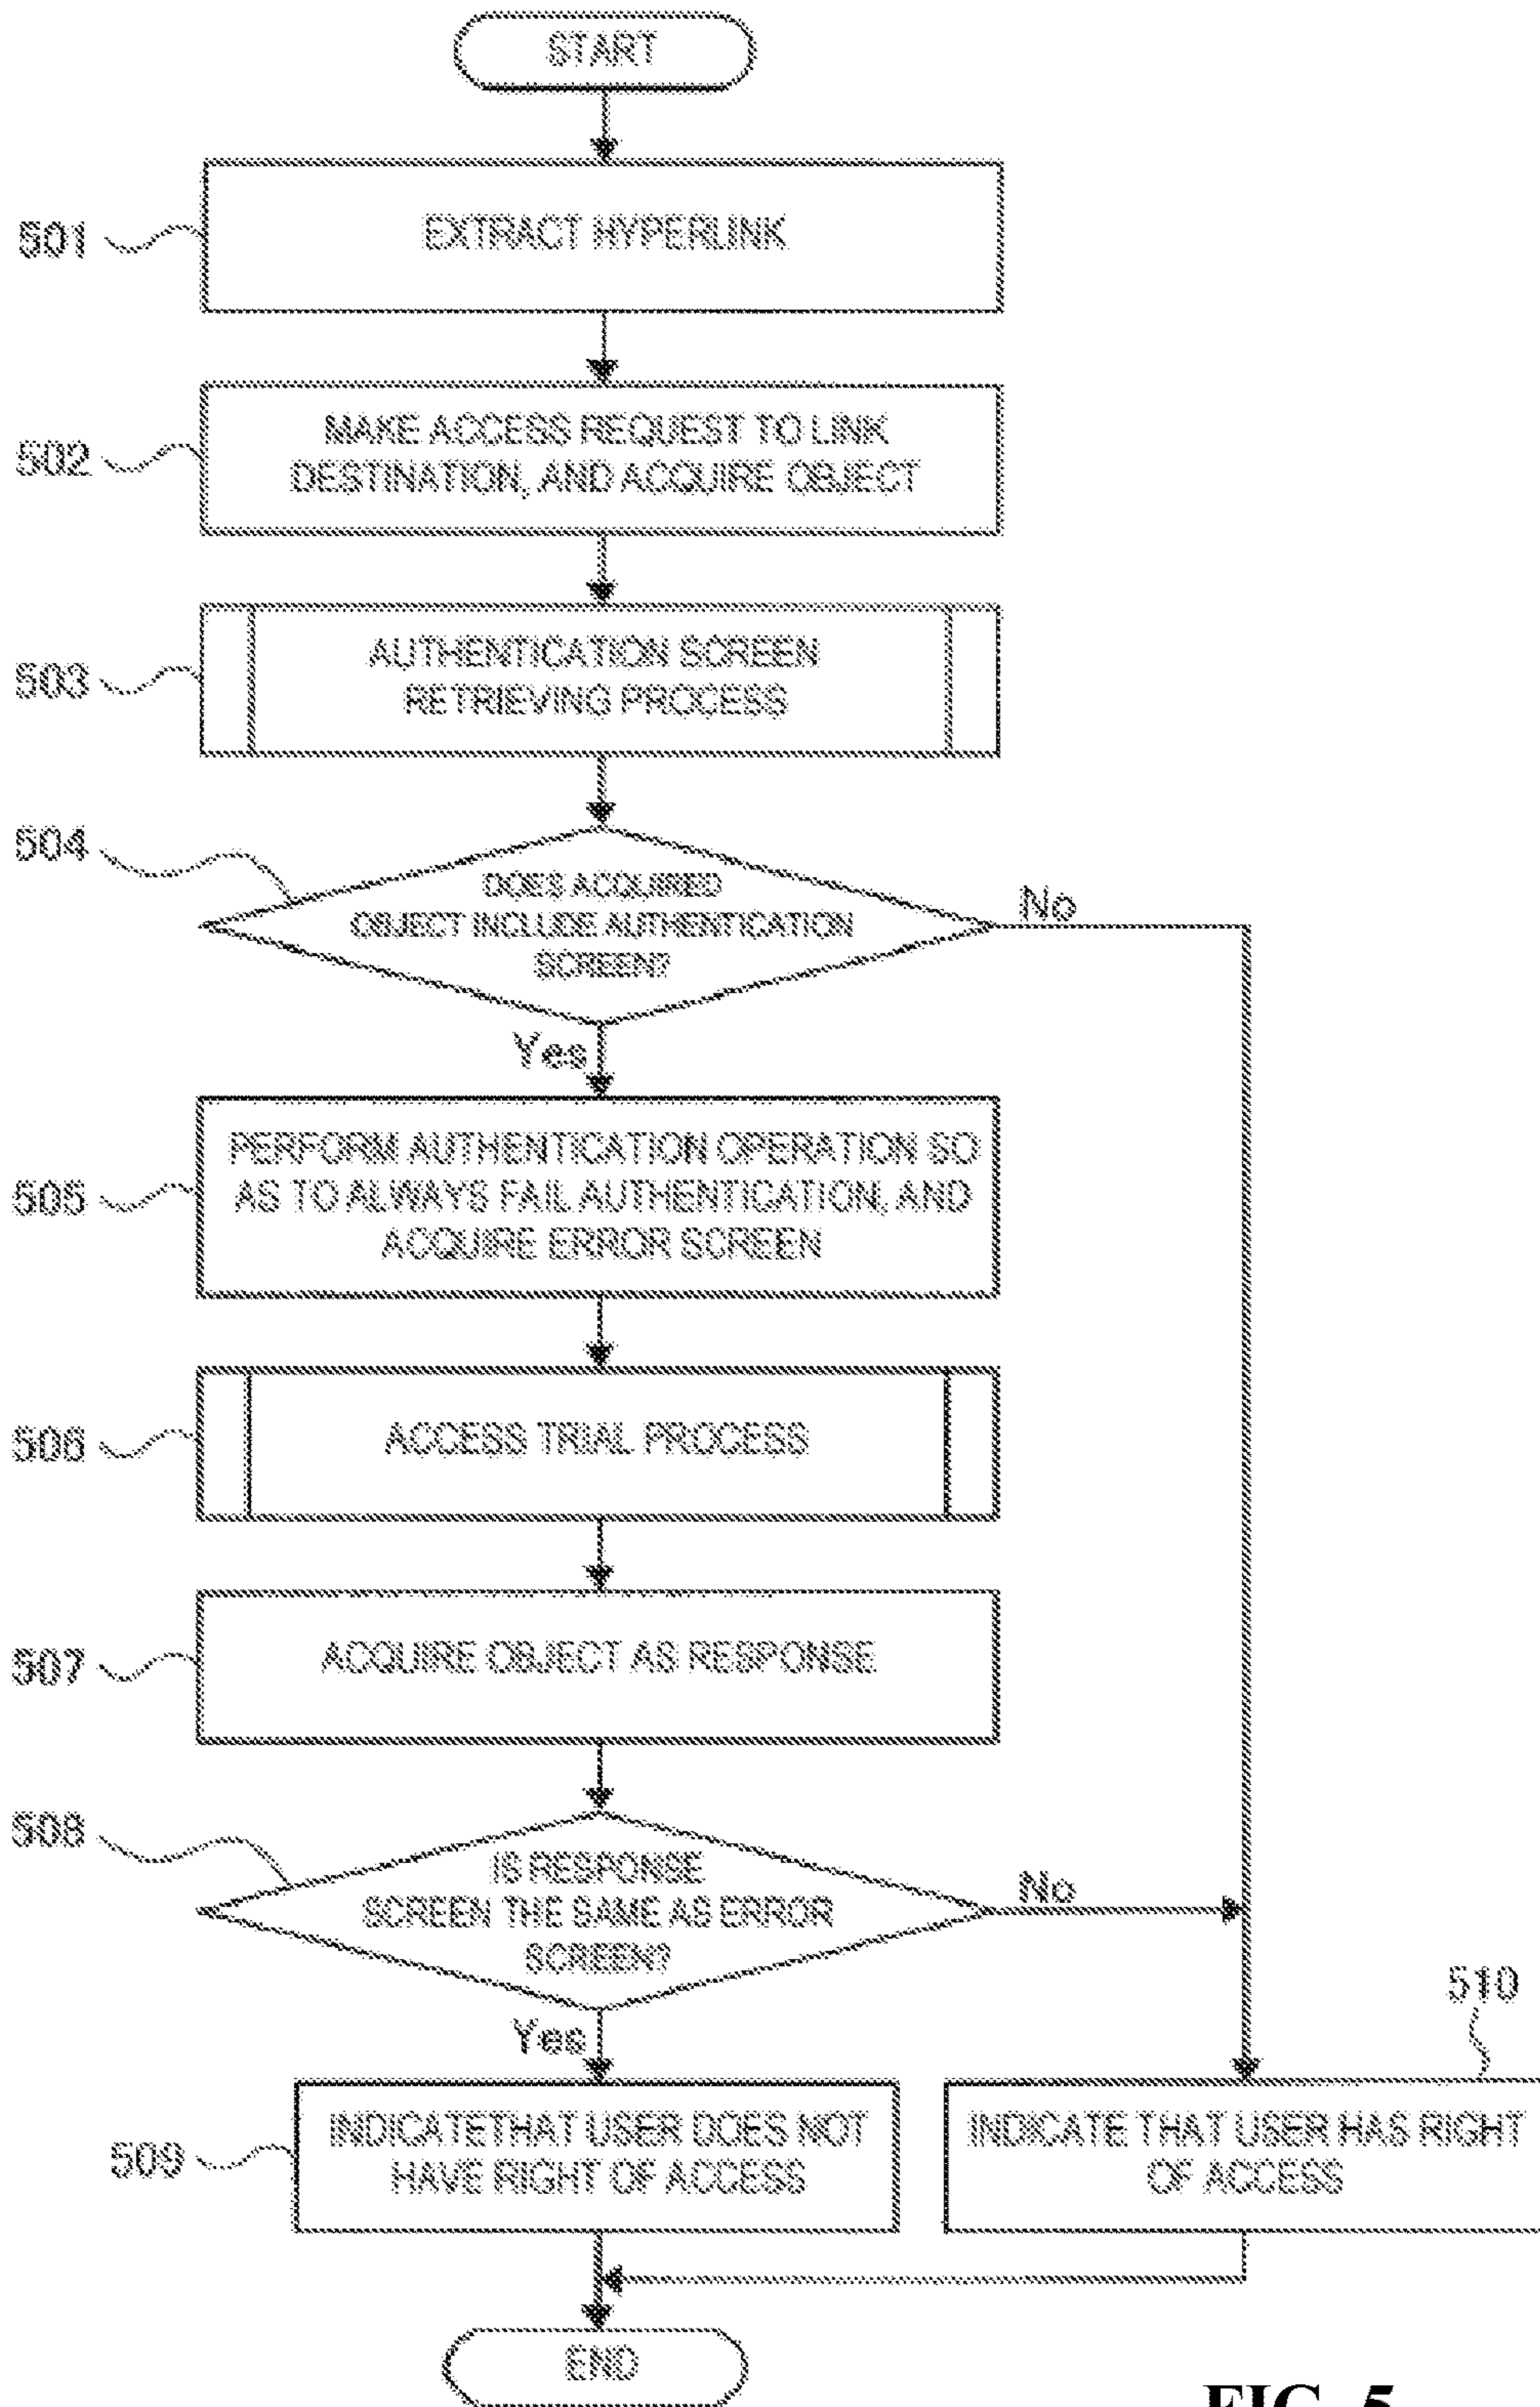 START
501
EXTRACT HYPERLINK
502
MAKE ACCESS REQUEST TO LINK
DESTINATION, AND ACQUIRE OBJECT
503
AUTHENTICATION SCREEN
RETRIEVING PROCESS
504
DOES ACQUIRED
OBJECT INCLUDE AUTHENTICATION
SCREEN?
No
Yes
505
PERFORM AUTHENTICATION OPERATION SO
AS TO ALWAYS FAIL AUTHENTICATION, AND
ACQUIRE ERROR SCREEN
506
ACCESS TRIAL PROCESS
507
ACQUIRE OBJECT AS RESPONSE
508
IS RESPONSE
SCREEN THE SAME AS ERROR
SCREEN?
No
Yes
509
INDICATETHAT USER DOES NOT
HAVE RIGHT OF ACCESS
510
INDICATE THAT USER HAS RIGHT
OF ACCESS
END
FIG. 5